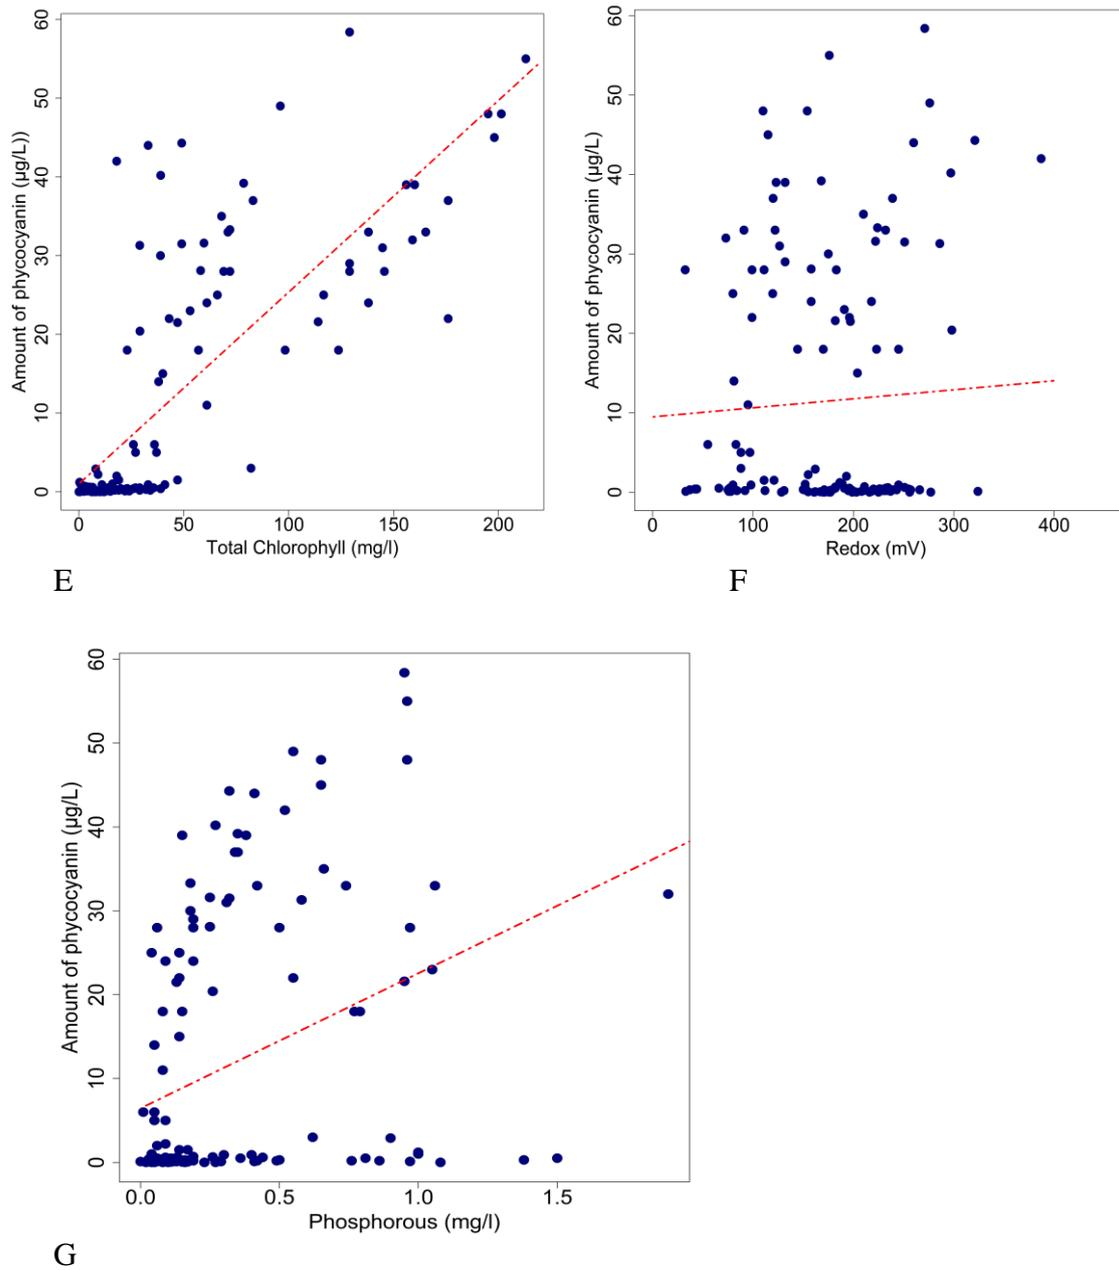 60
50
40
30
20
10
0
Amount of phycocyanin (µg/L))
0 50 100 150 200
Total Chlorophyll (mg/l)
E
60
50
40
30
20
10
0
Amount of phycocyanin (µg/L)
0 100 200 300 400
Redox (mV)
F
60
50
40
30
20
10
0
Amount of phycocyanin (µg/L)
0.0 0.5 1.0 1.5
Phosphorous (mg/l)
G